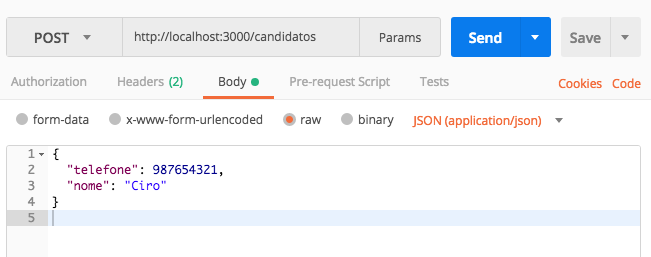 POST http://localhost:3000/candidatos Params Send Save
Authorization Headers (2) Body Pre-request Script Tests Cookies Code
form-data x-www-form-urlencoded raw binary JSON (application/json)
1 {
2 "telefone": 987654321,
3 "nome": "Ciro"
4 }
5